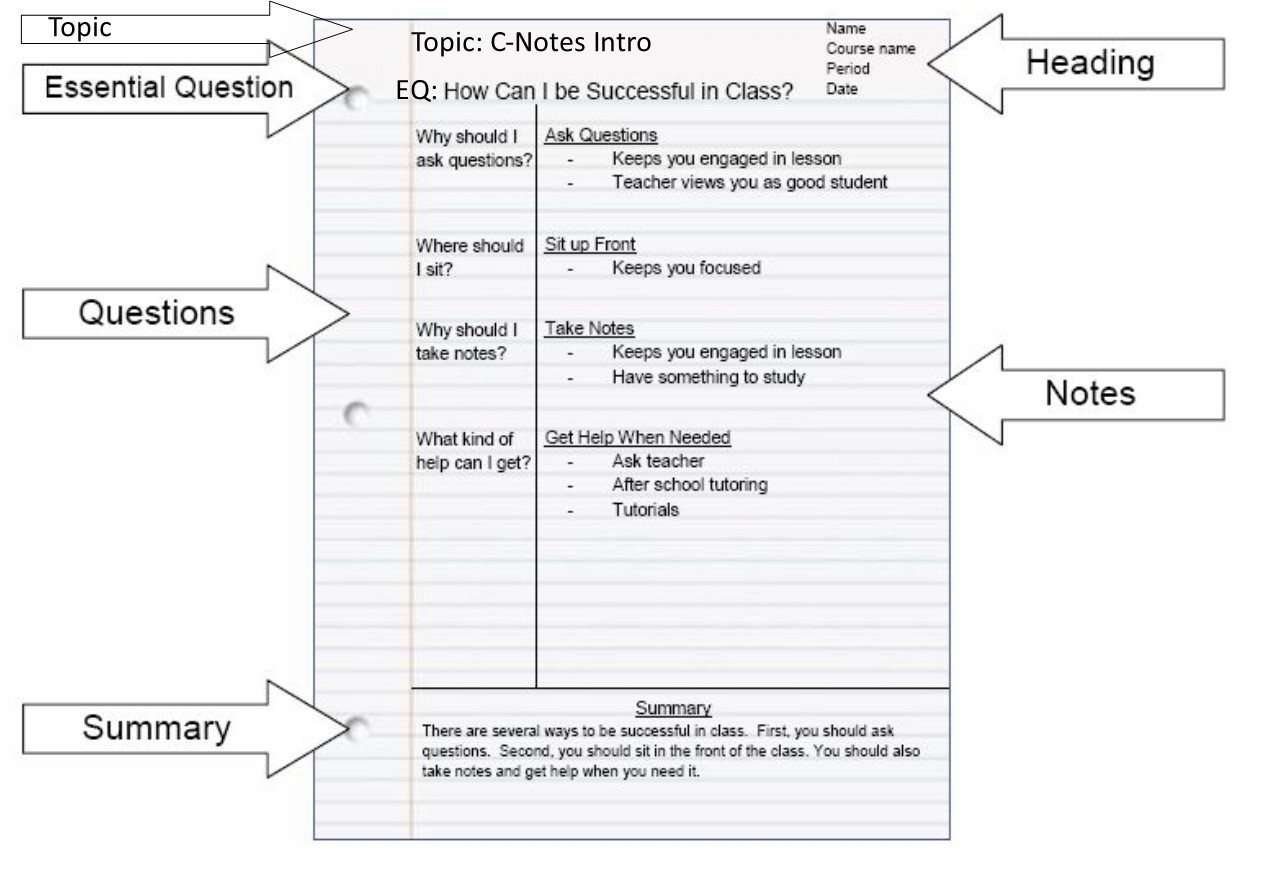 Topic
Topic: C-Notes Intro
Name
Course name
Period
Date
Heading
Essential Question
EQ: How Can I be Successful in Class?
Why should I
ask questions?
Ask Questions
- Keeps you engaged in lesson
- Teacher views you as good student
Where should
I sit?
Sit up Front
- Keeps you focused
Questions
Why should I
take notes?
Take Notes
- Keeps you engaged in lesson
- Have something to study
Notes
What kind of
help can I get?
Get Help When Needed
- Ask teacher
- After school tutoring
- Tutorials
Summary
Summary
There are several ways to be successful in class. First, you should ask
questions. Second, you should sit in the front of the class. You should also
take notes and get help when you need it.